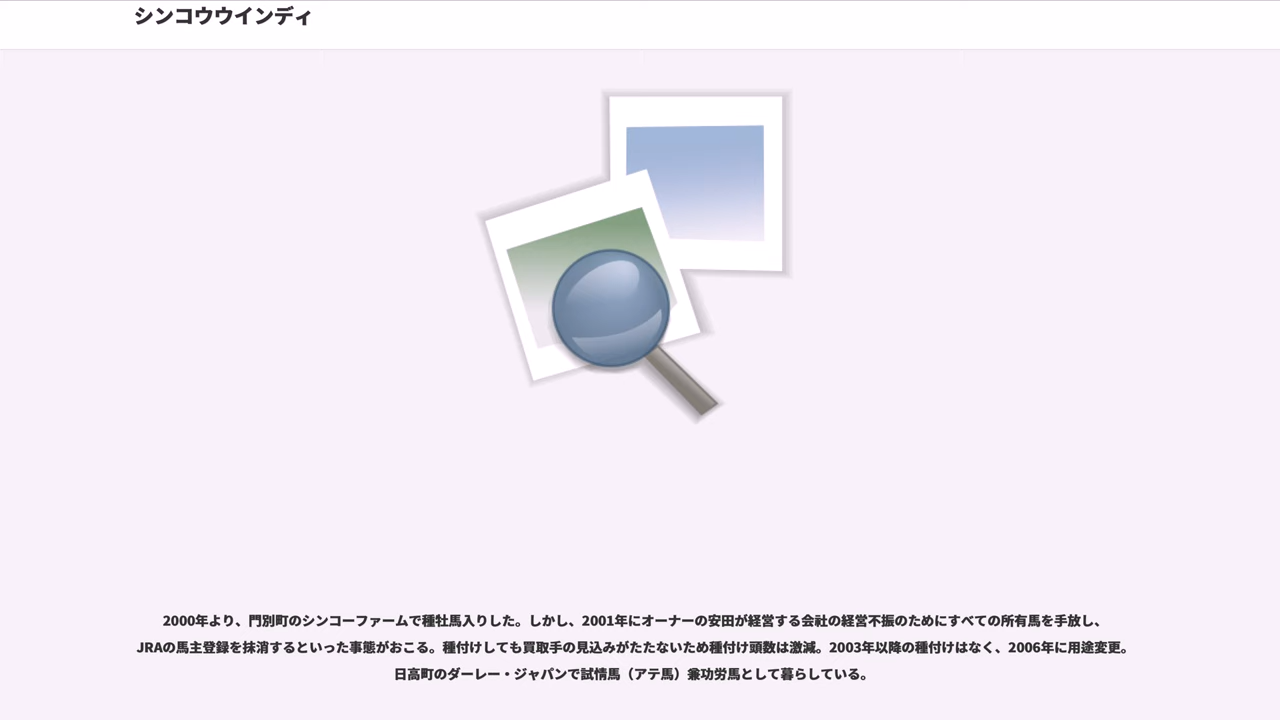 シンコウウインディ
2000年より、門別町のシンコーファームで種牡馬入りした。しかし、2001年にオーナーの安田が経営する会社の経営不振のためにすべての所有馬を手放し、
JRAの馬主登録を抹消するといった事態がおこる。種付けしても買取手の見込みがたたないため種付け頭数は激減。2003年以降の種付けはなく、2006年に用途変更。
日高町のダーレー・ジャパンで試情馬（アテ馬）兼功労馬として暮らしている。